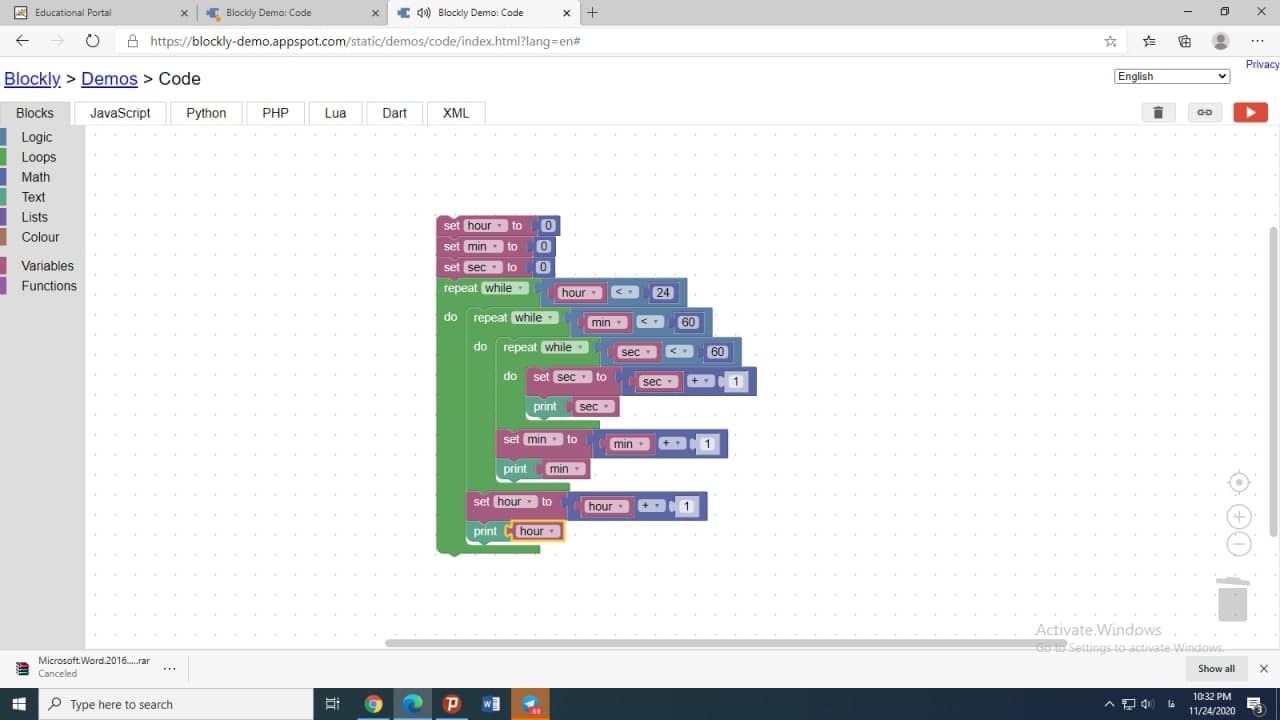 Educational Portal
Blockly Demo: Code
Blockly Demo: Code
https://blockly-demo.appspot.com/static/demos/code/index.html?lang=en#
Privacy
Blockly > Demos > Code
English
Blocks
JavaScript
Python
PHP
Lua
Dart
XML
Logic
Loops
Math
Text
Lists
Colour
Variables
Functions
set hour to 0
set min to 0
set sec to 0
repeat while hour < 24
do repeat while min < 60
do repeat while sec < 60
do set sec to sec + 1
print sec
set min to min + 1
print min
set hour to hour + 1
print hour
Activate Windows
Go to Settings to activate Windows.
Microsoft.Word.2016.....rar
Canceled
Show all
Type here to search
10:32 PM
11/24/2020
3